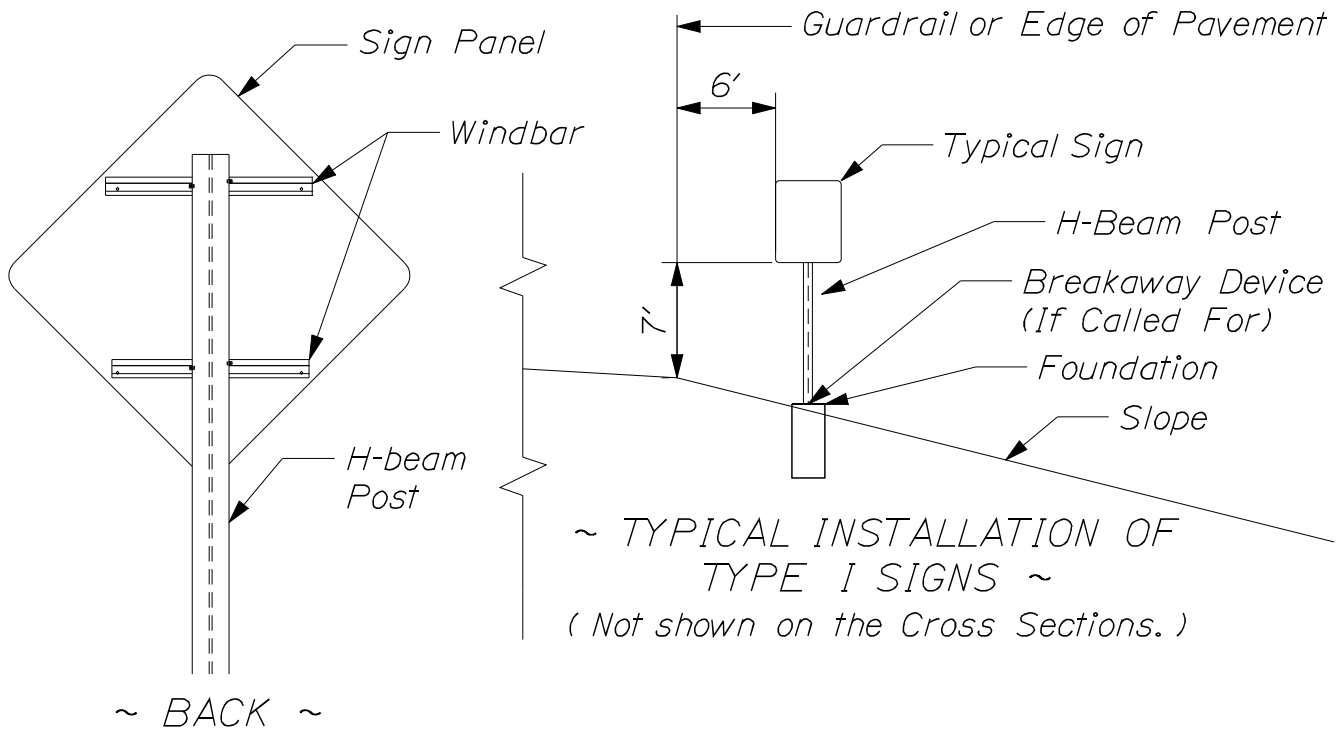 Sign Panel
Windbar
H-beam
Post
~ BACK ~
Guardrail or Edge of Pavement
6'
Typical Sign
H-Beam Post
7'
Breakaway Device
(If Called For)
Foundation
Slope
~ TYPICAL INSTALLATION OF
TYPE I SIGNS ~
(Not shown on the Cross Sections.)